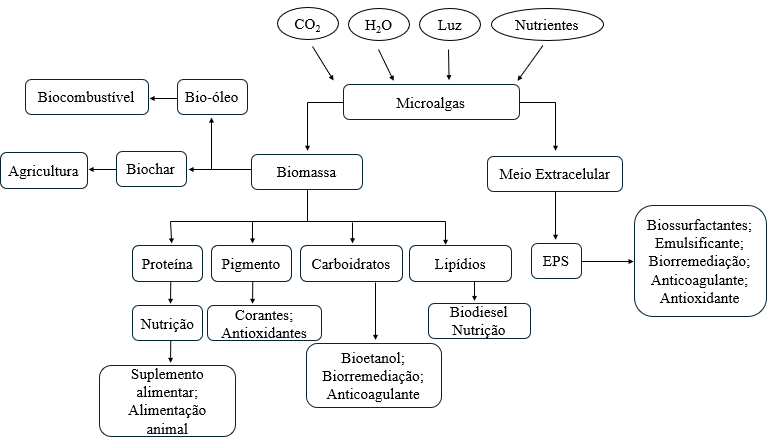 CO₂
H₂O
Luz
Nutrientes
Microalgas
Biocombustível
Bio-óleo
Agricultura
Biochar
Biomassa
Meio Extracelular
Biossurfactantes;
Emulsificante;
Biorremediação;
Anticoagulante;
Antioxidante
EPS
Proteína
Pigmento
Carboidratos
Lipídios
Nutrição
Corantes;
Antioxidantes
Biodiesel
Nutrição
Bioetanol;
Biorremediação;
Anticoagulante
Suplemento
alimentar;
Alimentação
animal